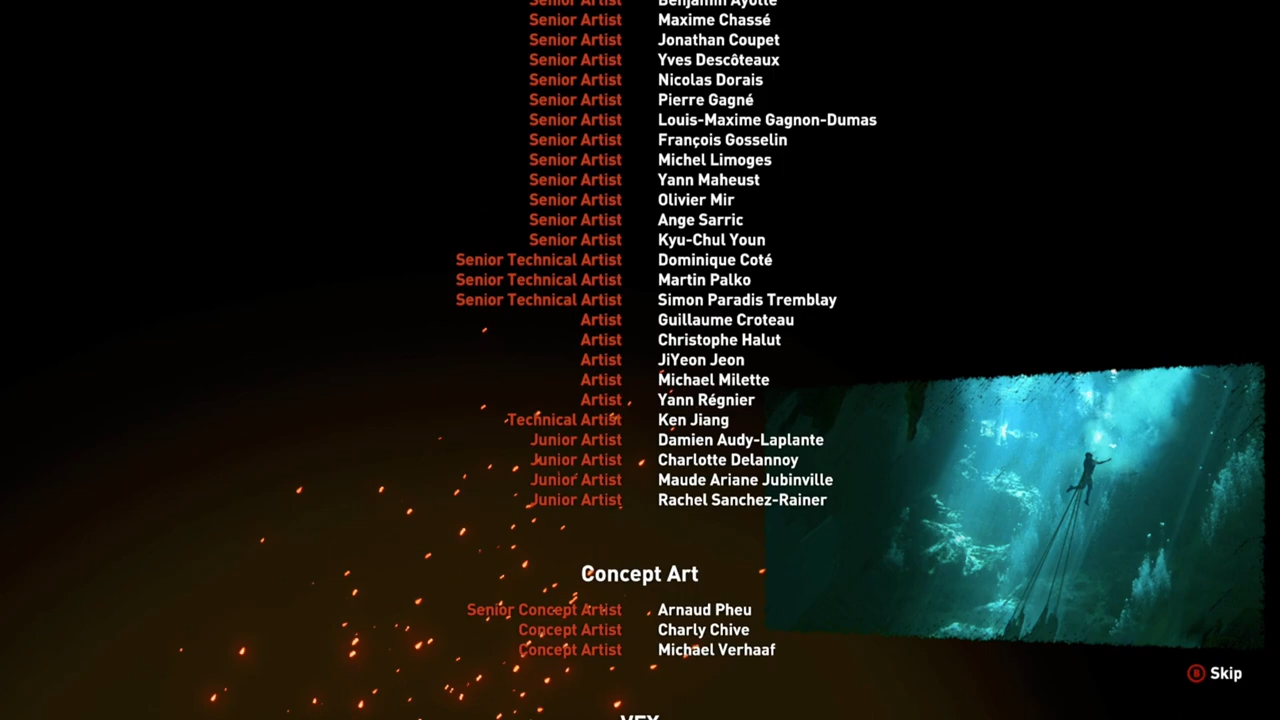 Senior Artist Benjamin Ayotte
Senior Artist Maxime Chassé
Senior Artist Jonathan Coupet
Senior Artist Yves Descôteaux
Senior Artist Nicolas Dorais
Senior Artist Pierre Gagné
Senior Artist Louis-Maxime Gagnon-Dumas
Senior Artist François Gosselin
Senior Artist Michel Limoges
Senior Artist Yann Maheust
Senior Artist Olivier Mir
Senior Artist Ange Sarric
Senior Artist Kyu-Chul Youn
Senior Technical Artist Dominique Coté
Senior Technical Artist Martin Palko
Senior Technical Artist Simon Paradis Tremblay
Artist Guillaume Croteau
Artist Christophe Halut
Artist JiYeon Jeon
Artist Michael Milette
Artist Yann Régnier
Technical Artist Ken Jiang
Junior Artist Damien Audy-Laplante
Junior Artist Charlotte Delannoy
Junior Artist Maude Ariane Jubinville
Junior Artist Rachel Sanchez-Rainer
Concept Art
Senior Concept Artist Arnaud Pheu
Concept Artist Charly Chive
Concept Artist Michael Verhaaf
B Skip
VFX